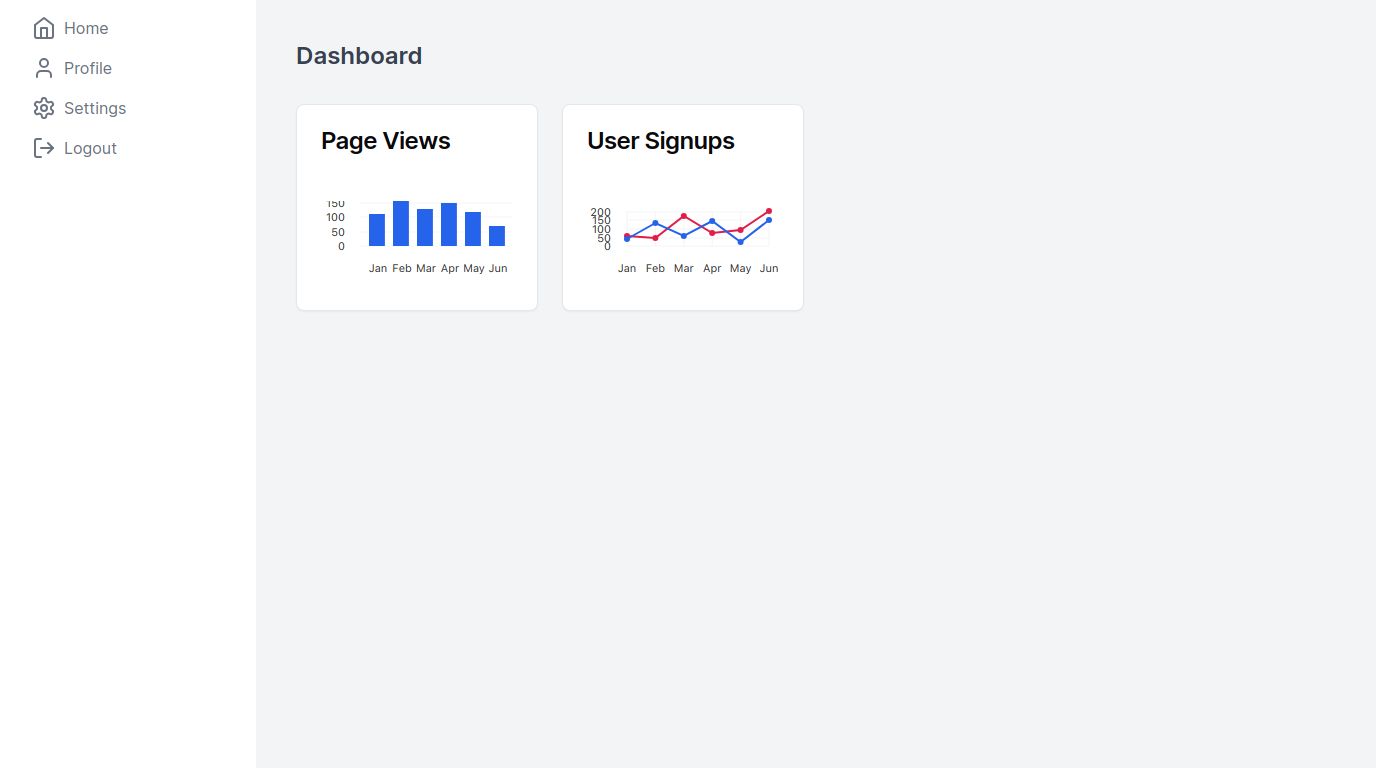 Home
Profile
Settings
Logout
Dashboard
Page Views
150
100
50
0
Jan Feb Mar Apr May Jun
User Signups
200
150
100
50
0
Jan Feb Mar Apr May Jun